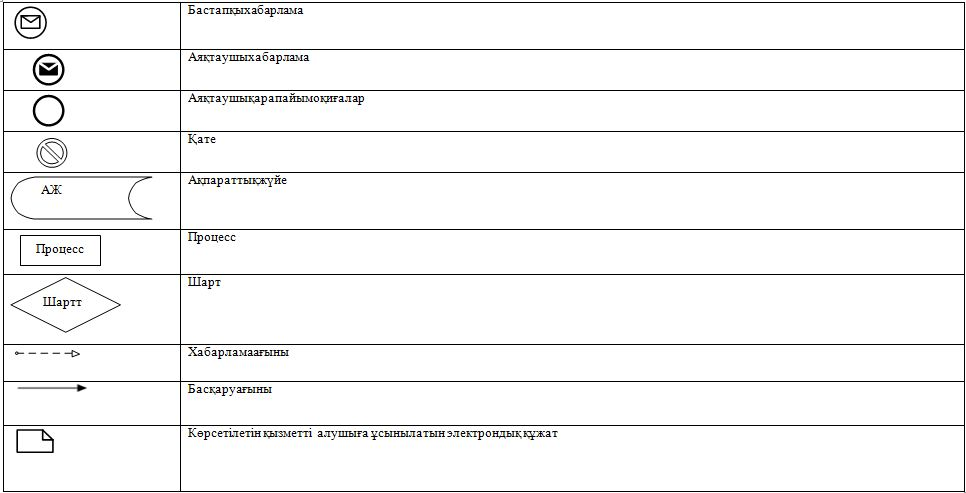 Бастапқыхабарлама
Аяқтаушыхабарлама
Аяқтаушықарапайымоқиғалар
Қате
АЖ
Ақпараттықжүйе
Процесс
Процесс
Шартт
Шарт
Хабарламаағыны
Басқаруағыны
Көрсетілетін қызметті алушыға ұсынылатын электрондық құжат